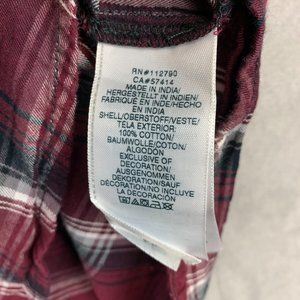 RN#112790
CA#57414
MADE IN INDIA/
HERGESTELLT IN INDIEN/
FABRIQUÉ EN INDE/HECHO
EN INDIA
SHELL/OBERSTOFF/VESTE/
TELA EXTERIOR:
100% COTTON/
BAUMWOLLE/COTON/
ALGODÓN
EXCLUSIVE OF
DECORATION/
AUSGENOMMEN
DEKORATION/SAUF
DÉCORATION/NO INCLUYE
LA DECORACIÓN